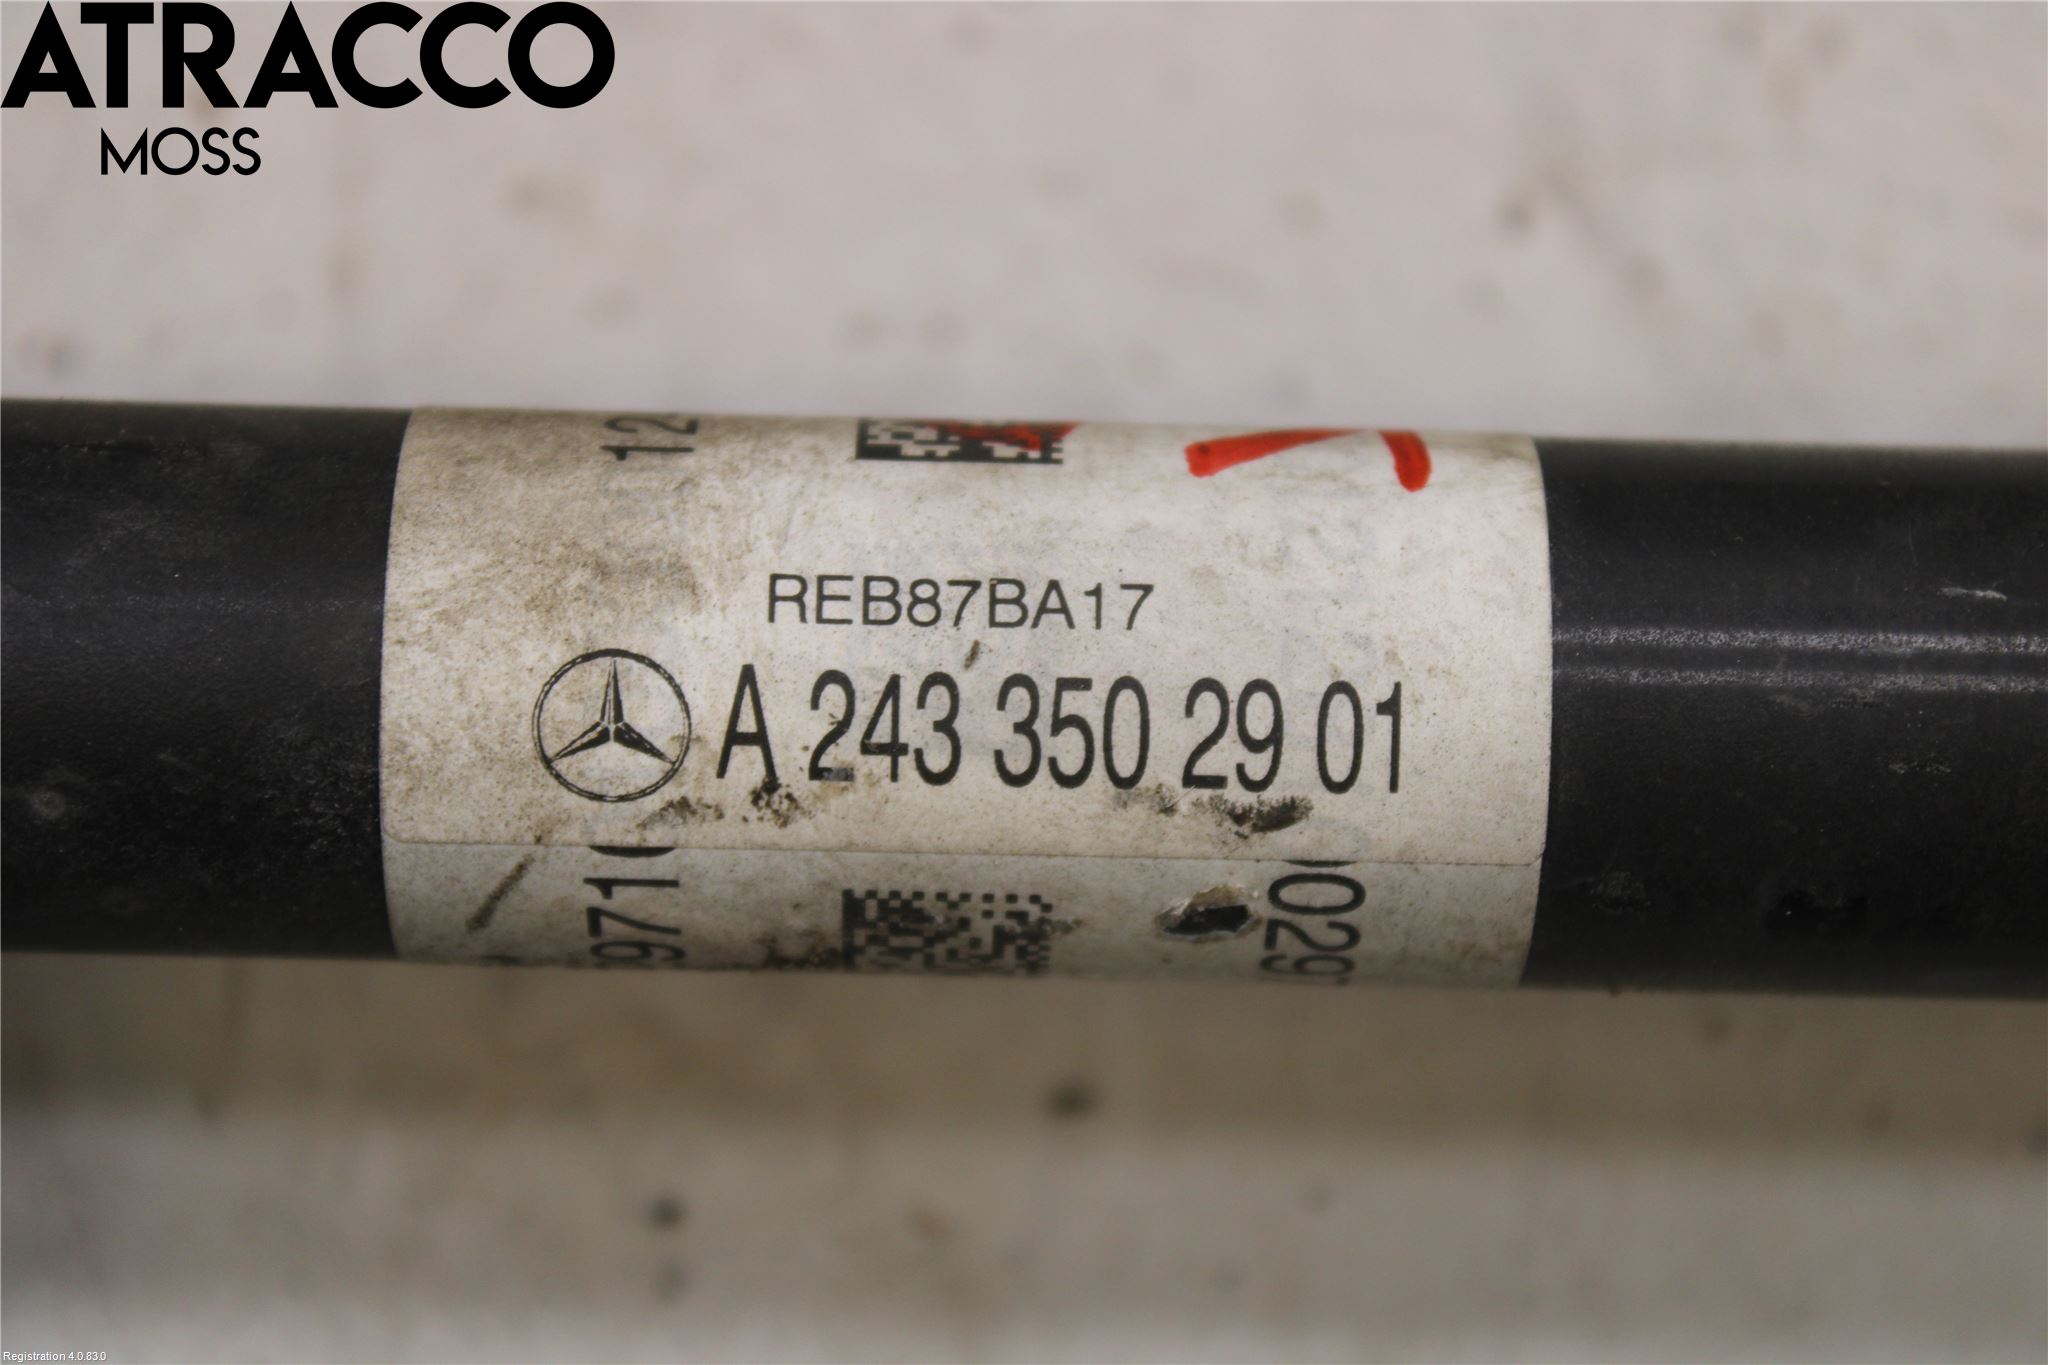 ATRACCO
MOSS
REB87BA17
A 243 350 29 01
Registration 4.0.83.0